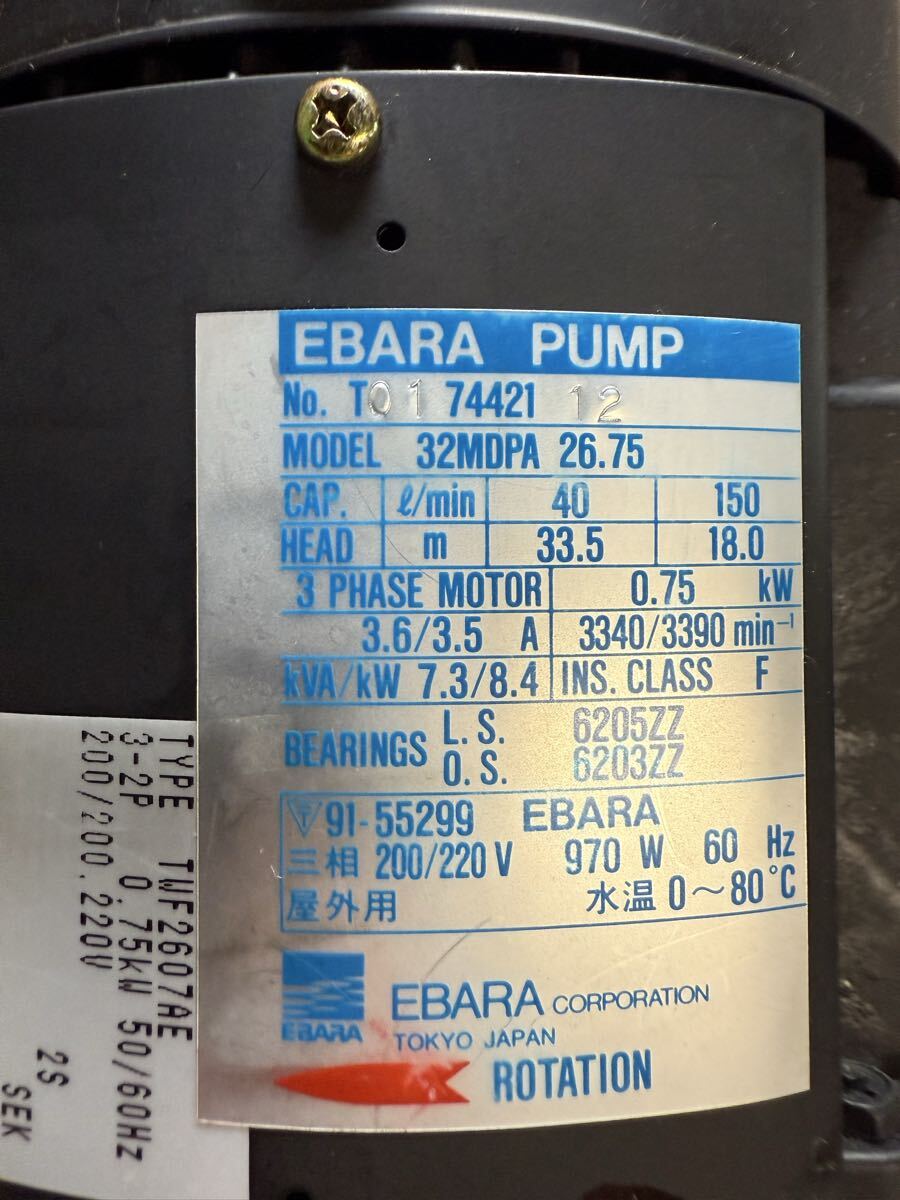 EBARA PUMP
No. T01 74421 12
MODEL 32MDPA 26.75
CAP. ℓ/min 40 150
HEAD m 33.5 18.0
3 PHASE MOTOR 0.75 kW
3.6/3.5 A 3340/3390 min⁻¹
kVA/kW 7.3/8.4 INS. CLASS F
BEARINGS L.S. 6205ZZ
O.S. 6203ZZ
91-55299 EBARA
三相 200/220V 970 W 60 Hz
屋外用 水温 0～80℃
EBARA
EBARA CORPORATION
TOKYO JAPAN
ROTATION
TYPE TWF2607AE
3-2P 0.75kW 50/60Hz
200/200.220V
2S
SEK